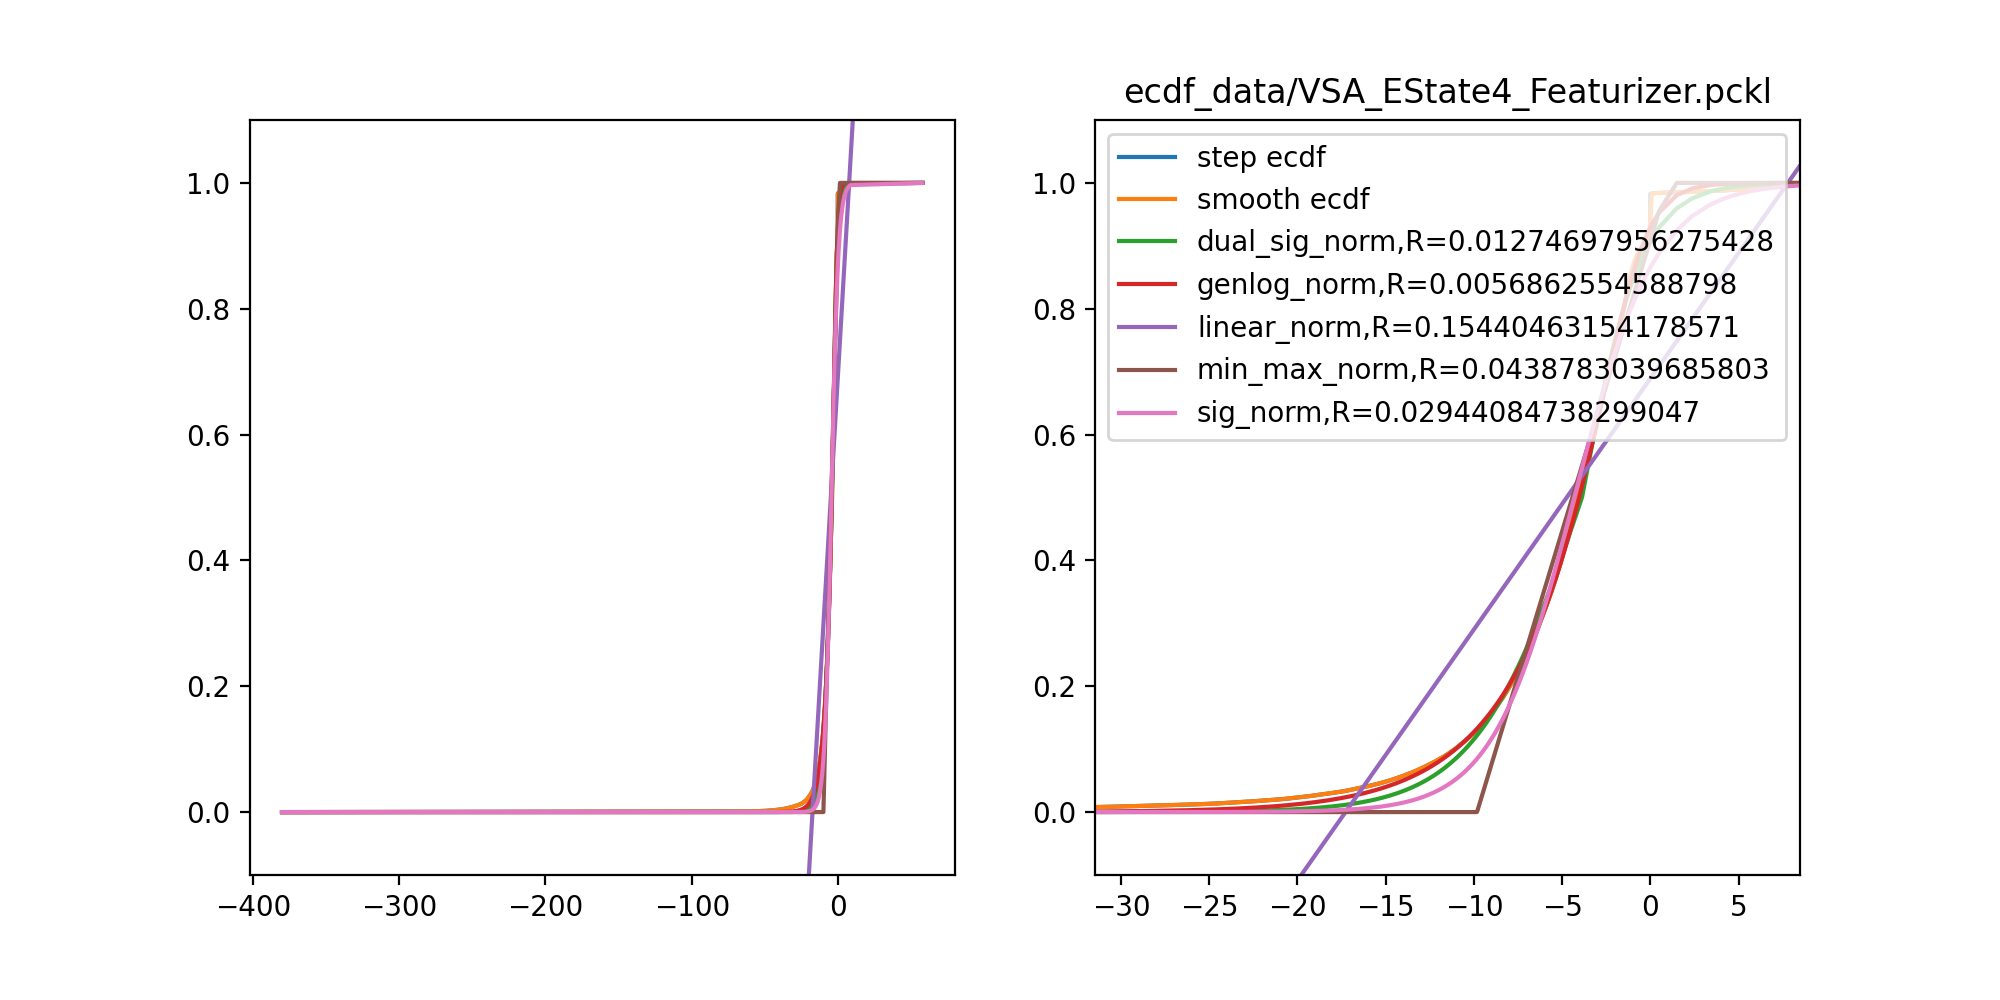 1.0
0.8
0.6
0.4
0.2
0.0
−400 −300 −200 −100 0
ecdf_data/VSA_EState4_Featurizer.pckl
step ecdf
smooth ecdf
dual_sig_norm,R=0.01274697956275428
genlog_norm,R=0.0056862554588798
linear_norm,R=0.15440463154178571
min_max_norm,R=0.0438783039685803
sig_norm,R=0.02944084738299047
1.0
0.8
0.6
0.4
0.2
0.0
−30 −25 −20 −15 −10 −5 0 5